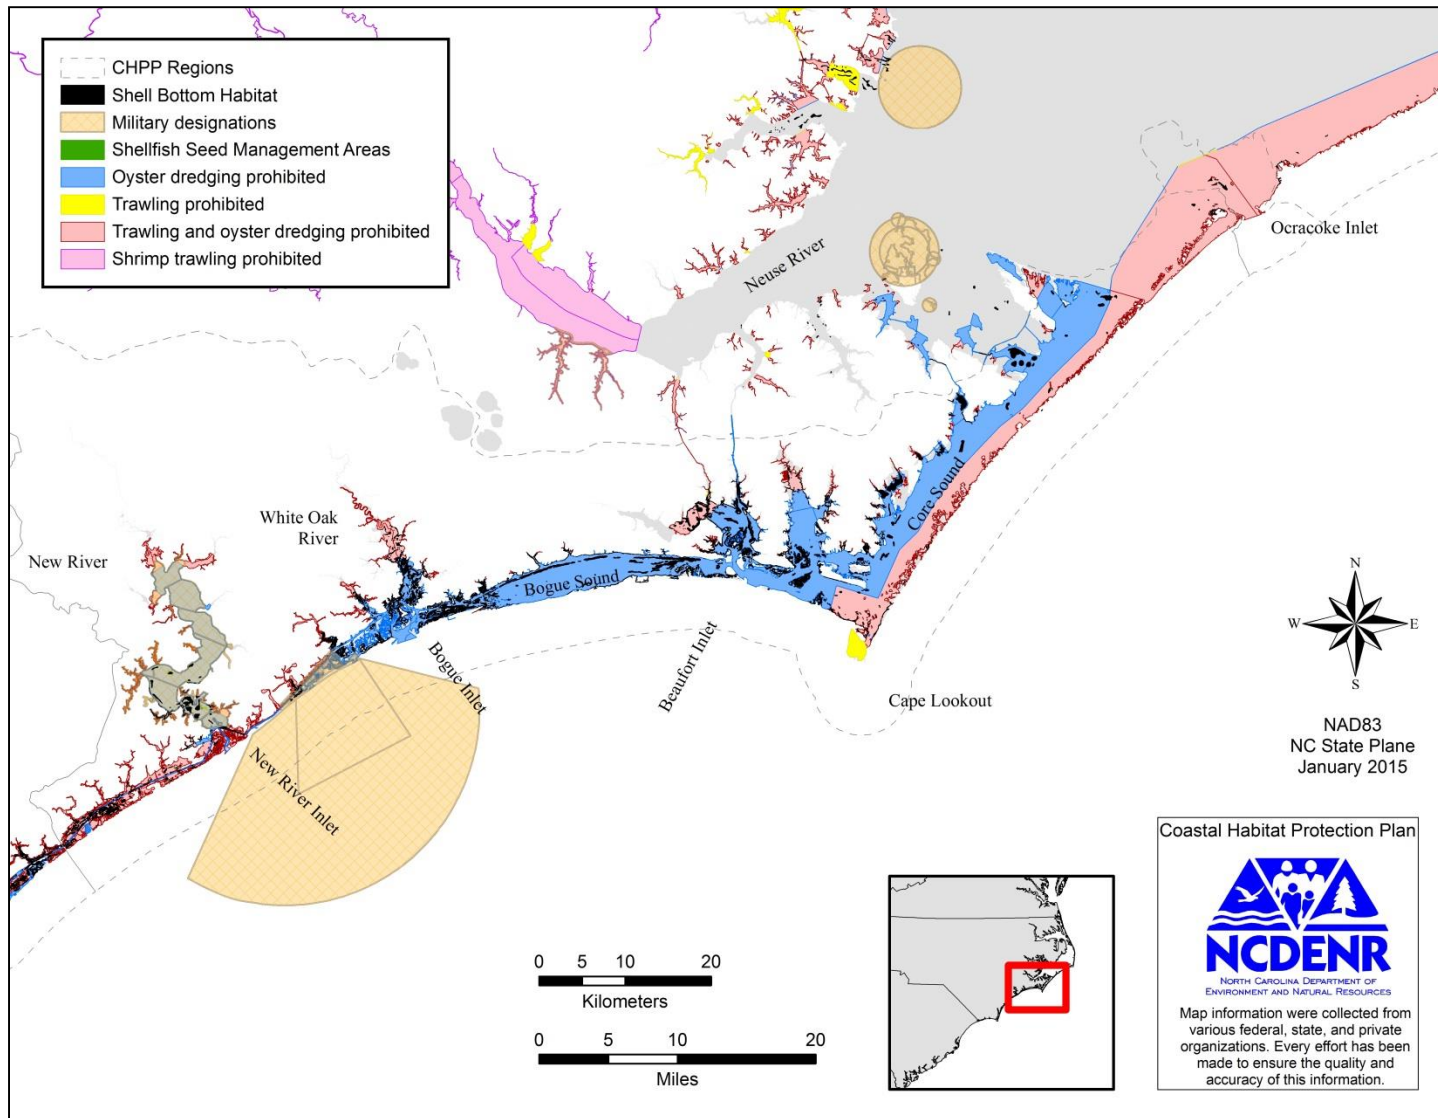 CHPP Regions
Shell Bottom Habitat
Military designations
Shellfish Seed Management Areas
Oyster dredging prohibited
Trawling prohibited
Trawling and oyster dredging prohibited
Shrimp trawling prohibited
Ocracoke Inlet
Neuse River
Core Sound
White Oak
River
New River
Bogue Sound
Bogue Inlet
Beaufort Inlet
Cape Lookout
New River Inlet
N
W
E
S
NAD83
NC State Plane
January 2015
0 5 10 20
Kilometers
0 5 10 20
Miles
Coastal Habitat Protection Plan
NCDENR
NORTH CAROLINA DEPARTMENT OF
ENVIRONMENT AND NATURAL RESOURCES
Map information were collected from
various federal, state, and private
organizations. Every effort has been
made to ensure the quality and
accuracy of this information.